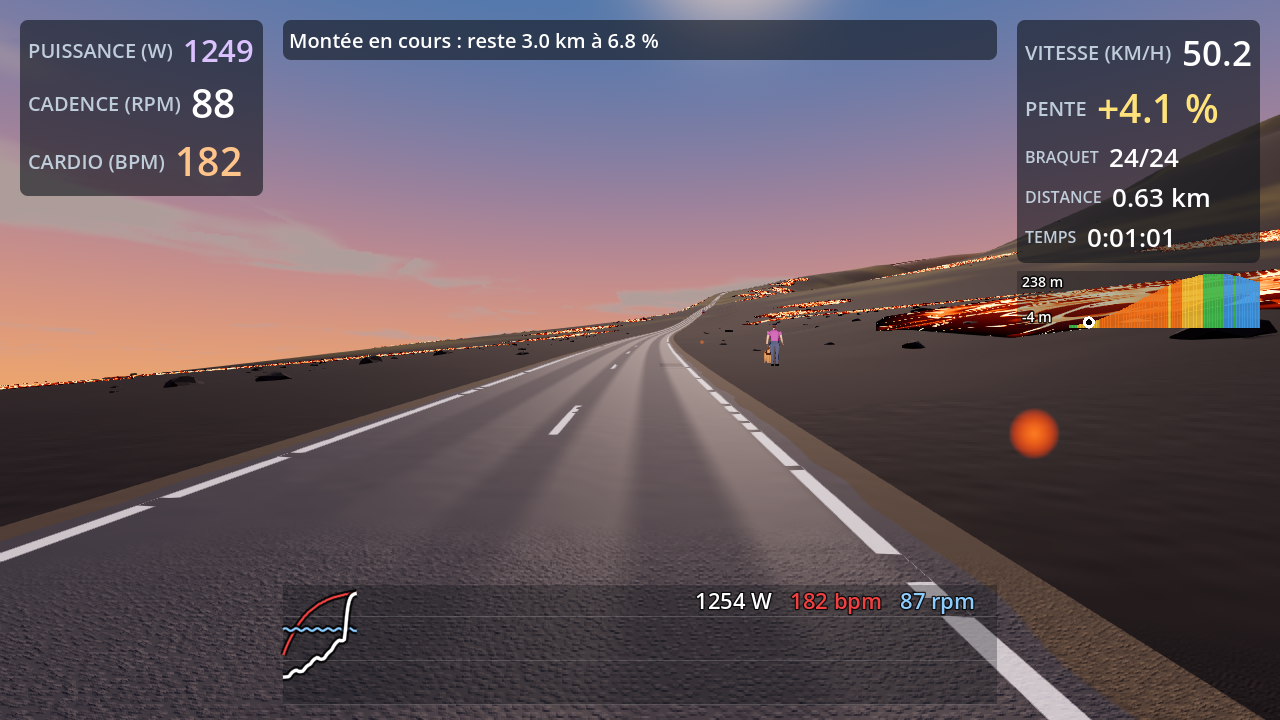 PUISSANCE (W) 1249
CADENCE (RPM) 88
CARDIO (BPM) 182
Montée en cours : reste 3.0 km à 6.8 %
VITESSE (KM/H) 50.2
PENTE +4.1 %
BRAQUET 24/24
DISTANCE 0.63 km
TEMPS 0:01:01
238 m
-4 m
1254 W 182 bpm 87 rpm